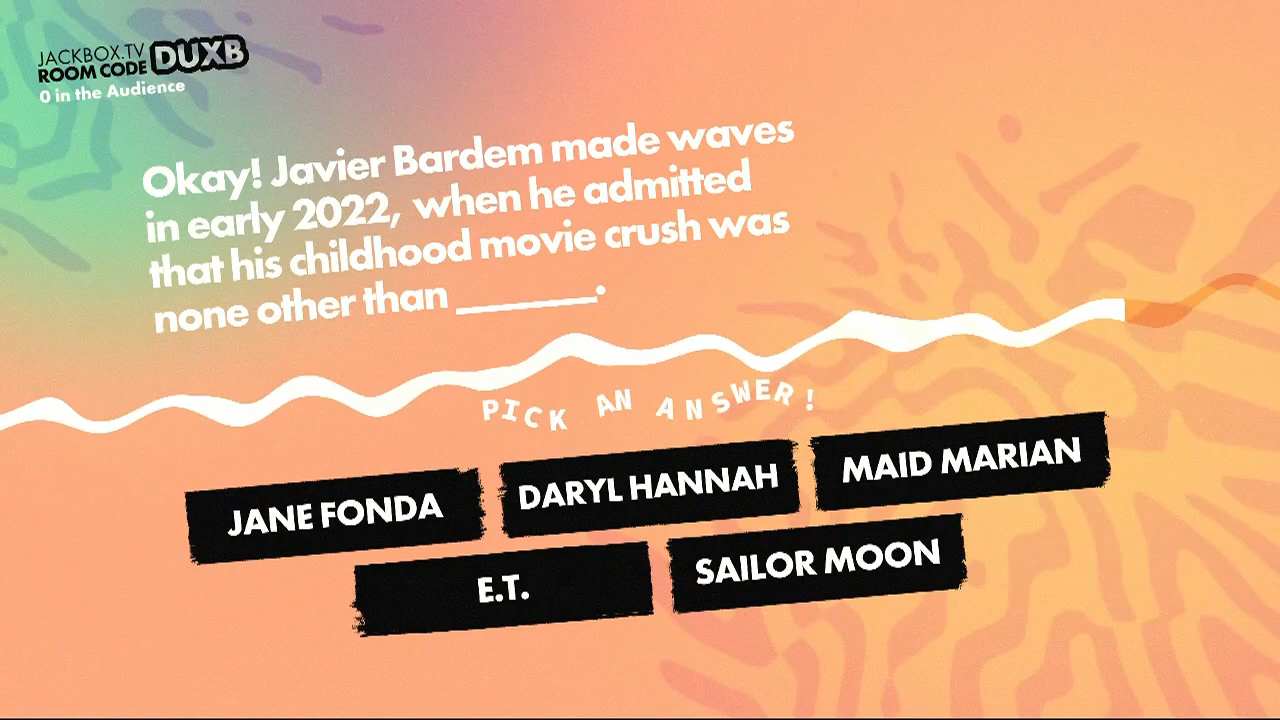 JACKBOX.TV
ROOM CODE DUXB
0 in the Audience
Okay! Javier Bardem made waves
in early 2022, when he admitted
that his childhood movie crush was
none other than ______.
PICK AN ANSWER!
JANE FONDA
DARYL HANNAH
MAID MARIAN
E.T.
SAILOR MOON